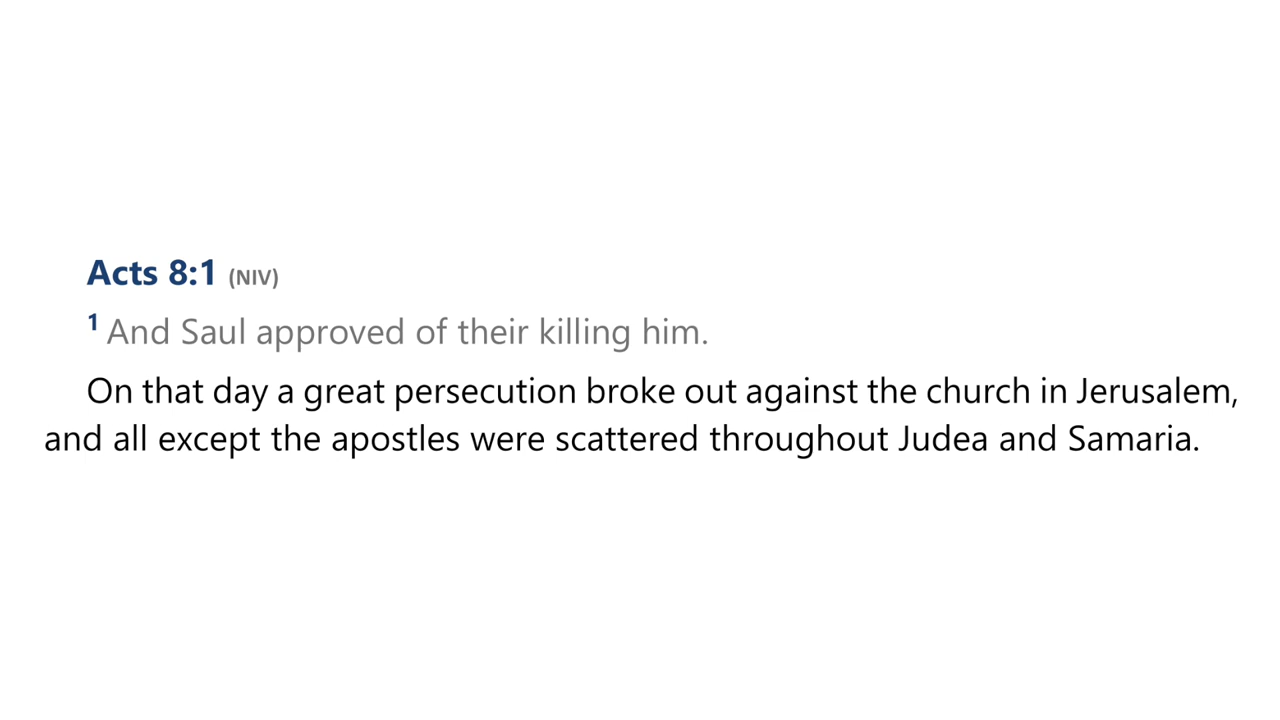 Acts 8:1 (NIV)
1 And Saul approved of their killing him.
On that day a great persecution broke out against the church in Jerusalem,
and all except the apostles were scattered throughout Judea and Samaria.